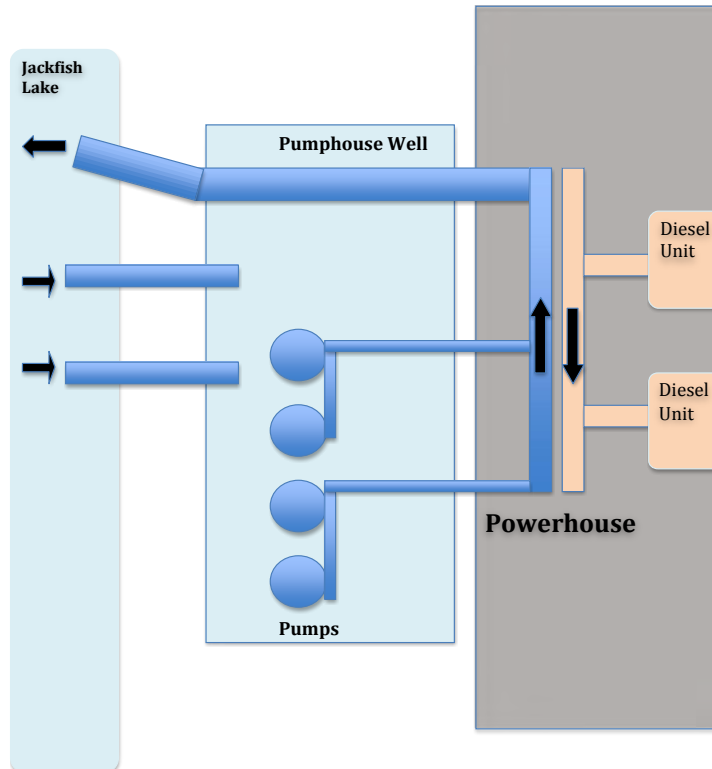 Jackfish
Lake
Pumphouse Well
Diesel
Unit
Diesel
Unit
Powerhouse
Pumps